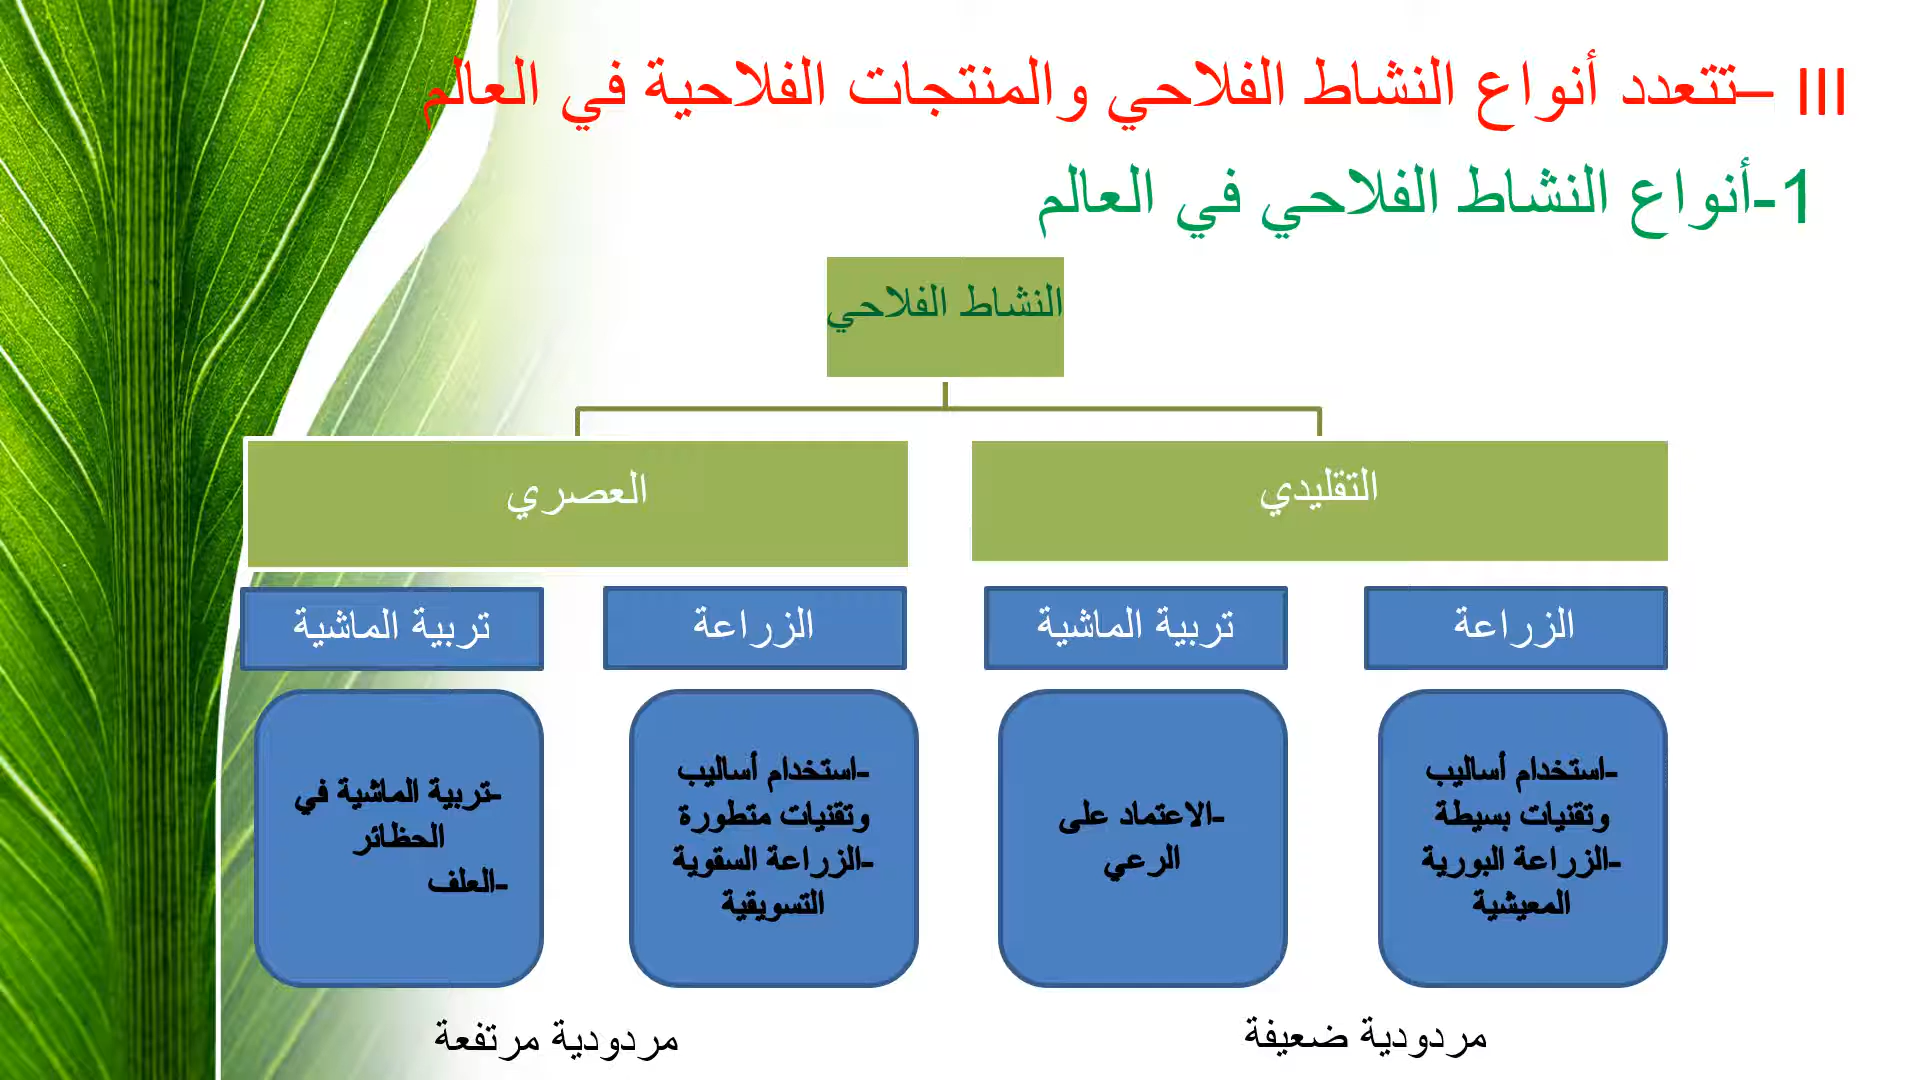 III –تتعدد أنواع النشاط الفلاحي والمنتجات الفلاحية في العالم
1-أنواع النشاط الفلاحي في العالم
النشاط الفلاحي
التقليدي
العصري
الزراعة
تربية الماشية
الزراعة
تربية الماشية
-استخدام أساليب
وتقنيات بسيطة
-الزراعة البورية
المعيشية
-الاعتماد على
الرعي
-استخدام أساليب
وتقنيات متطورة
-الزراعة السقوية
التسويقية
-تربية الماشية في
الحظائر
-العلف
مردودية ضعيفة
مردودية مرتفعة